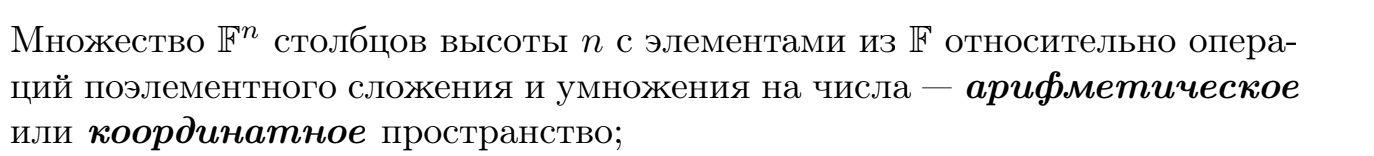 Множество 𝔽ⁿ столбцов высоты n с элементами из 𝔽 относительно опера-
ций поэлементного сложения и умножения на числа — арифметическое
или координатное пространство;